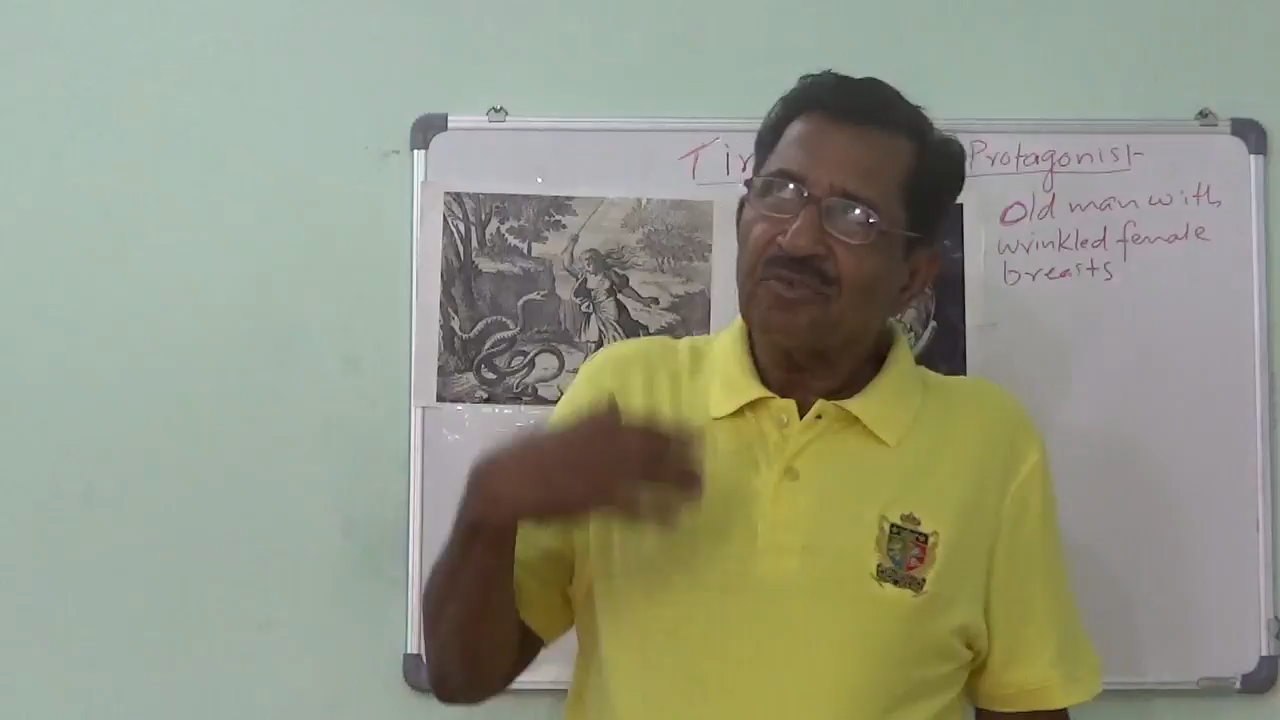 Protagonist
Old man with
wrinkled female
breasts